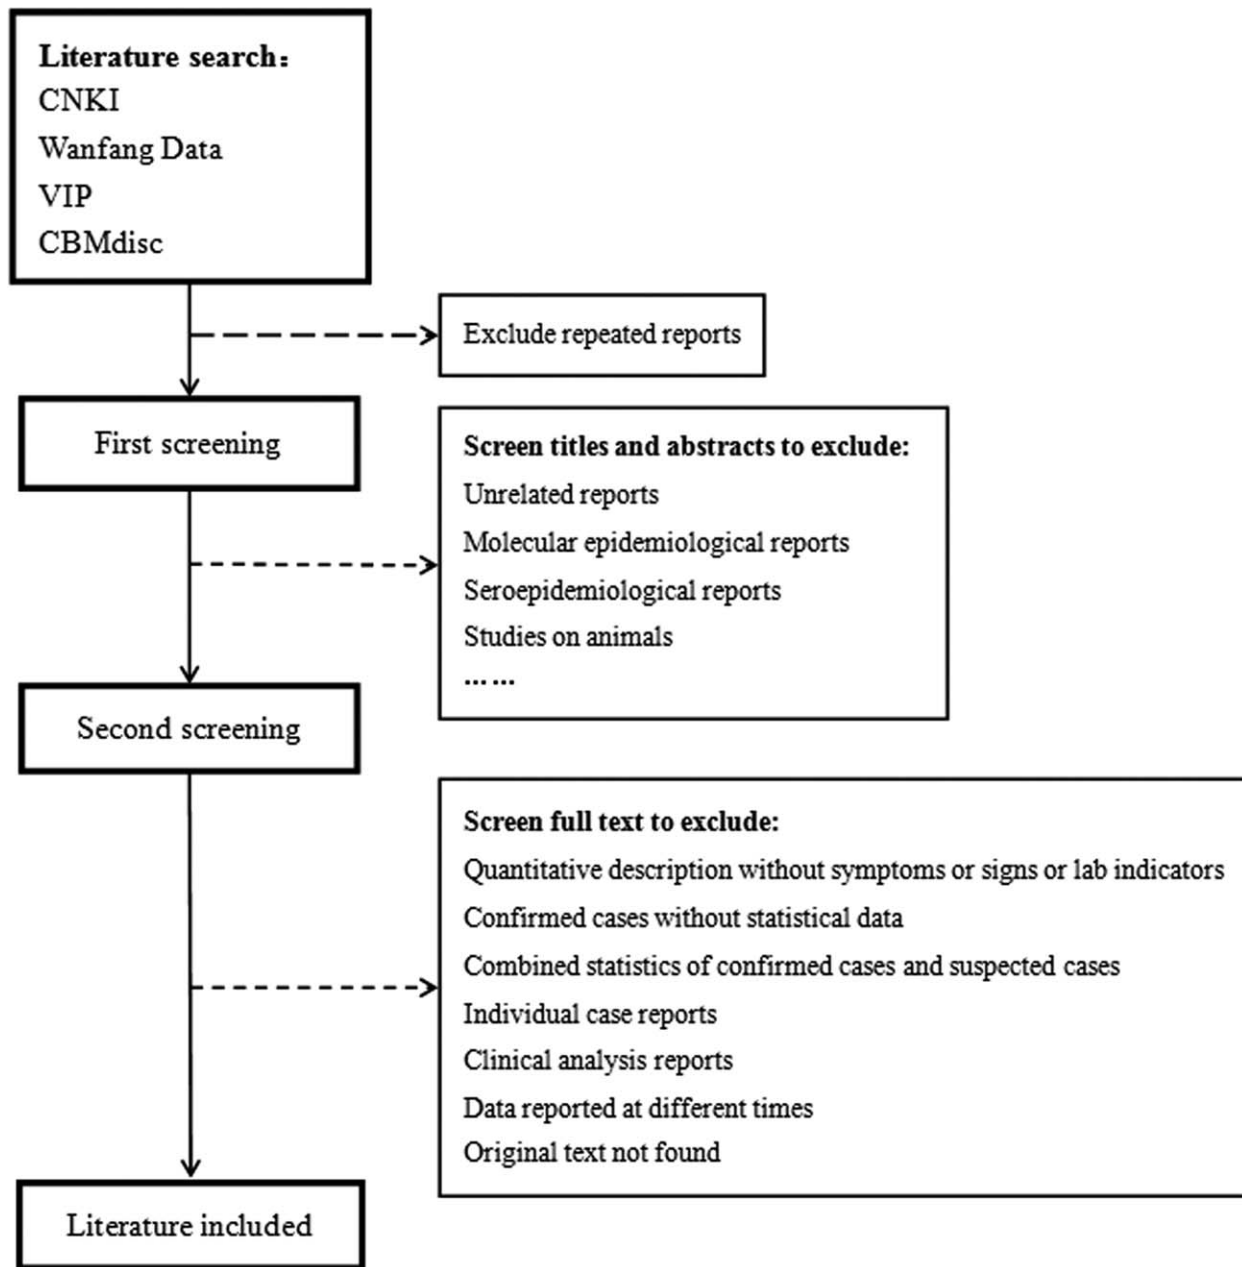 Literature search：
CNKI
Wanfang Data
VIP
CBMdisc
Exclude repeated reports
First screening
Screen titles and abstracts to exclude:
Unrelated reports
Molecular epidemiological reports
Seroepidemiological reports
Studies on animals
... ...
Second screening
Screen full text to exclude:
Quantitative description without symptoms or signs or lab indicators
Confirmed cases without statistical data
Combined statistics of confirmed cases and suspected cases
Individual case reports
Clinical analysis reports
Data reported at different times
Original text not found
Literature included